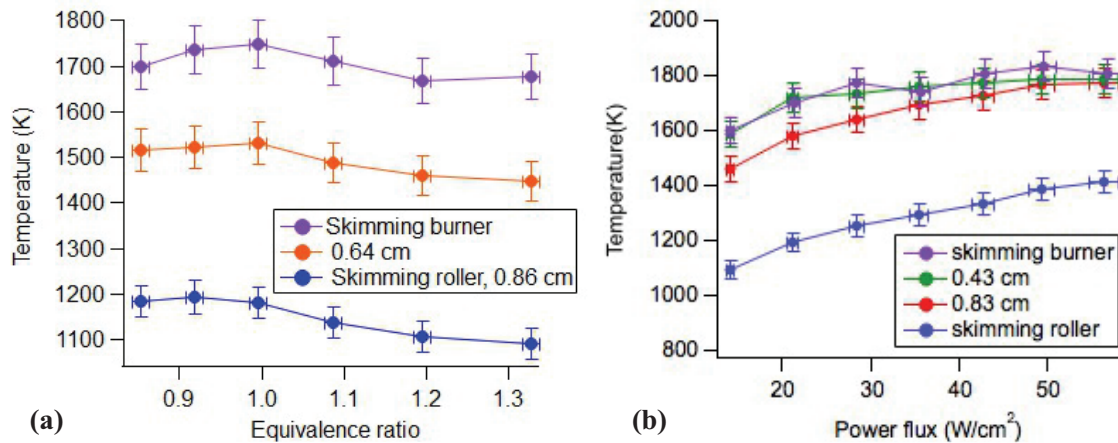 1800
1700
1600
1500
1400
1300
1200
1100
Temperature (K)
Skimming burner
0.64 cm
Skimming roller, 0.86 cm
0.9 1.0 1.1 1.2 1.3
Equivalence ratio
(a)
2000
1800
1600
1400
1200
1000
800
Temperature(K)
skimming burner
0.43 cm
0.83 cm
skimming roller
20 30 40 50
Power flux (W/cm²)
(b)